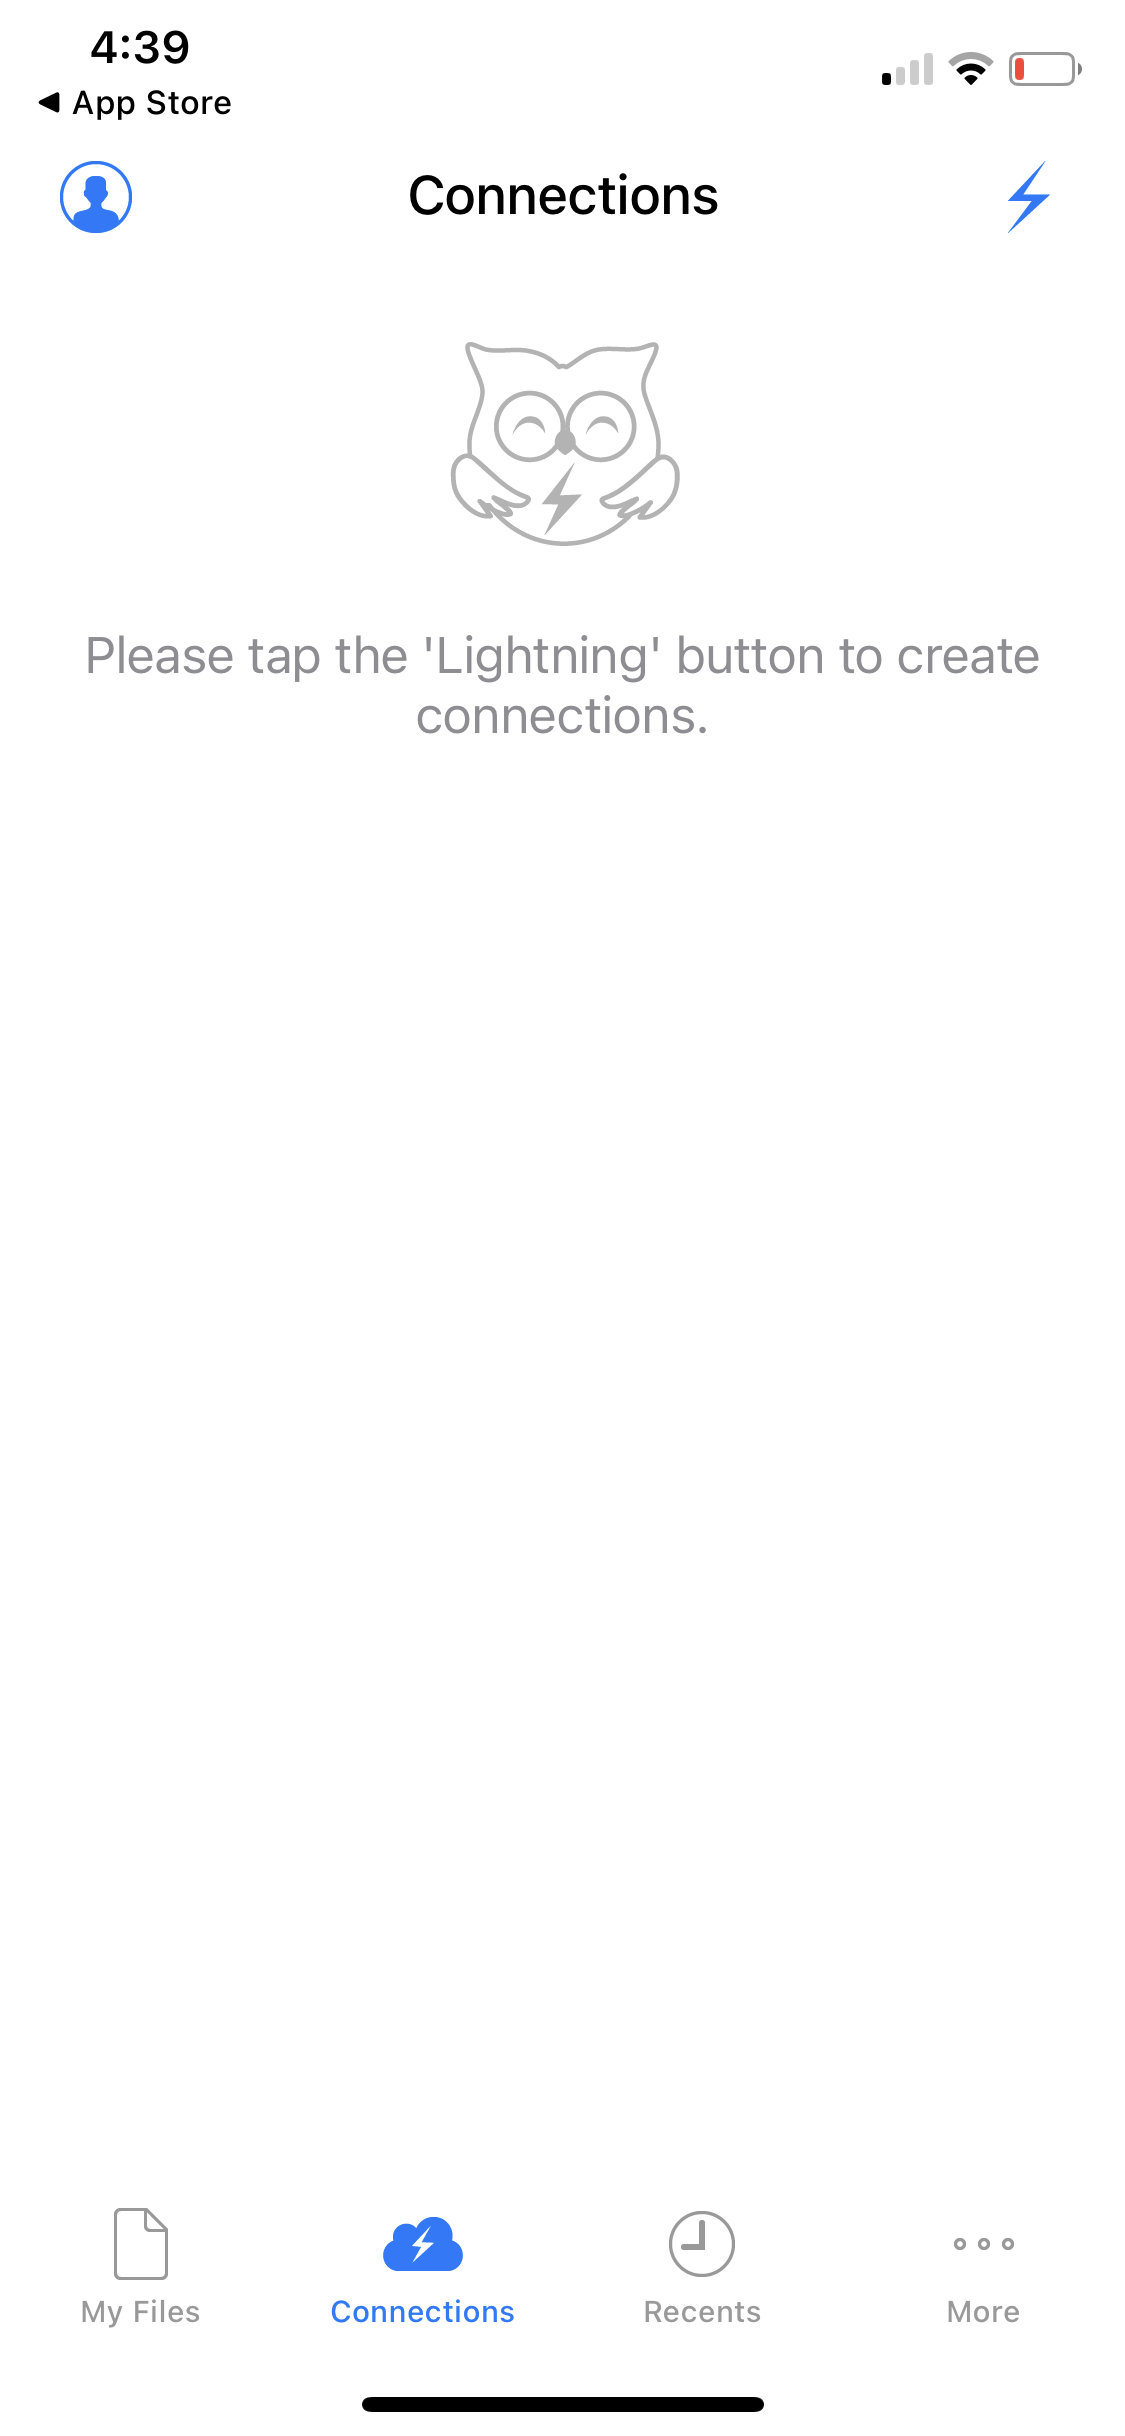 4:39
App Store
Connections
Please tap the 'Lightning' button to create
connections.
My Files
Connections
Recents
More